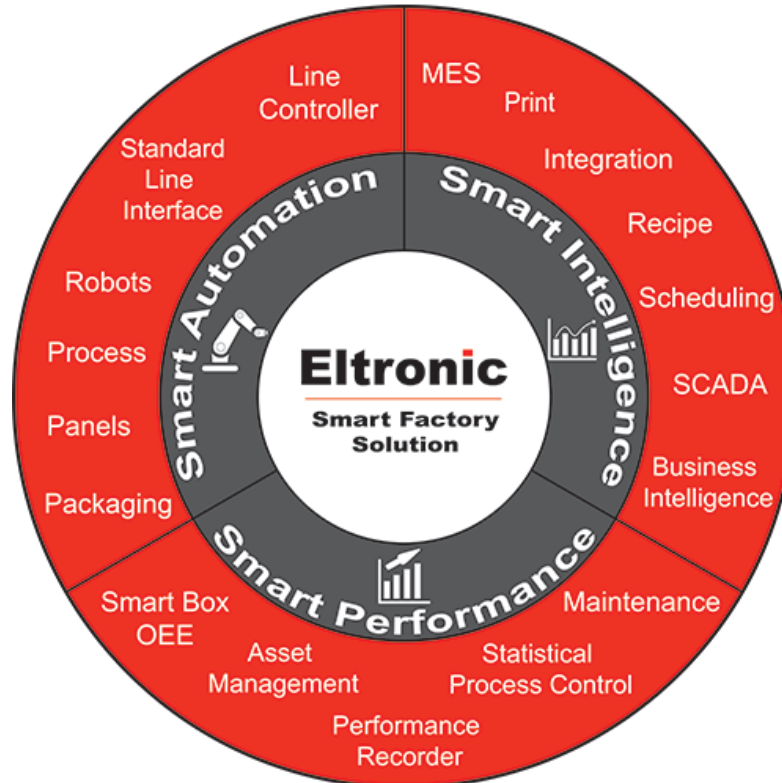 Eltronic
Smart Factory
Solution
Smart Automation
Line
Controller
Standard
Line
Interface
Robots
Process
Panels
Packaging
Smart Intelligence
MES
Print
Integration
Recipe
Scheduling
SCADA
Business
Intelligence
Smart Performance
Maintenance
Statistical
Process Control
Performance
Recorder
Asset
Management
Smart Box
OEE